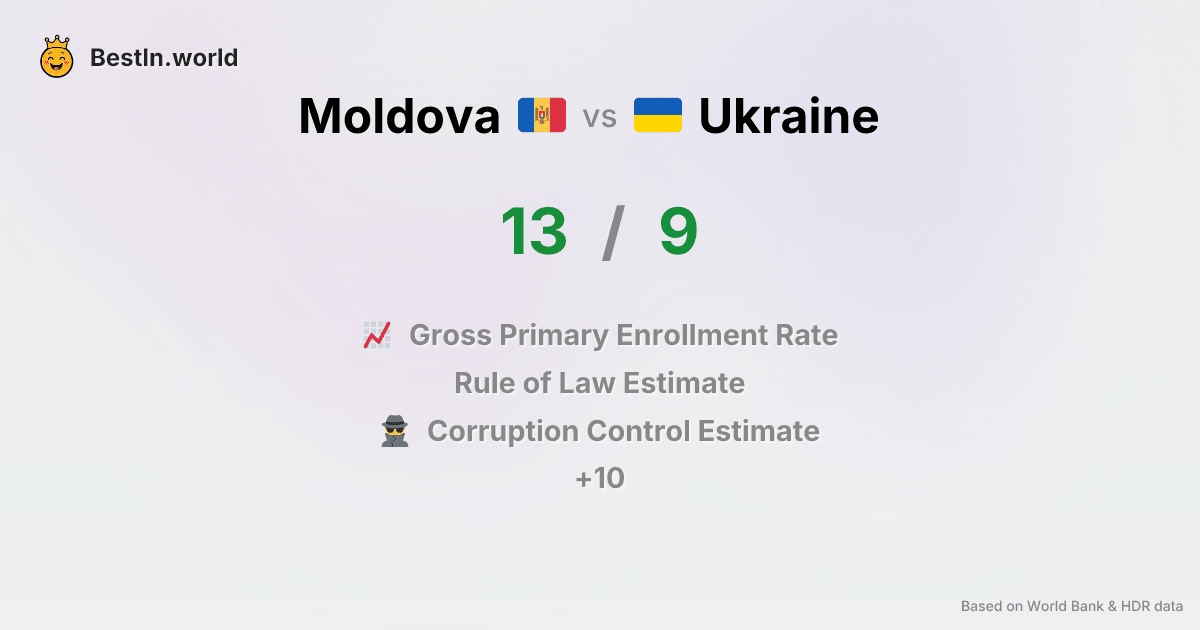 BestIn.world
Moldova vs Ukraine
13 / 9
Gross Primary Enrollment Rate
Rule of Law Estimate
Corruption Control Estimate
+10
Based on World Bank & HDR data